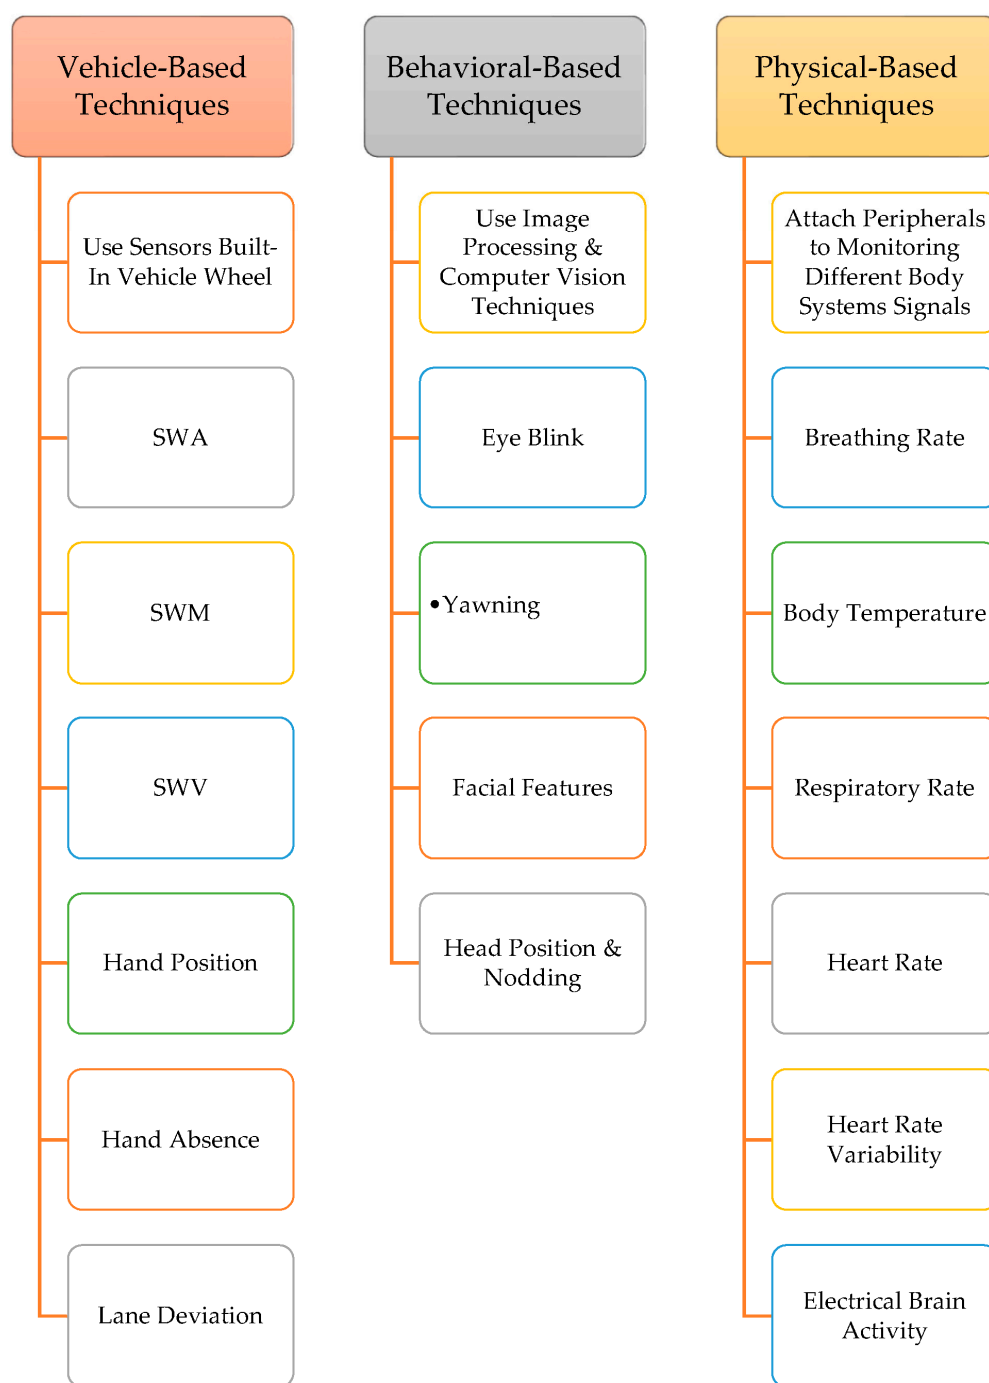 Vehicle-Based
Techniques
Use Sensors Built-
In Vehicle Wheel
SWA
SWM
SWV
Hand Position
Hand Absence
Lane Deviation
Behavioral-Based
Techniques
Use Image
Processing &
Computer Vision
Techniques
Eye Blink
•Yawning
Facial Features
Head Position &
Nodding
Physical-Based
Techniques
Attach Peripherals
to Monitoring
Different Body
Systems Signals
Breathing Rate
Body Temperature
Respiratory Rate
Heart Rate
Heart Rate
Variability
Electrical Brain
Activity